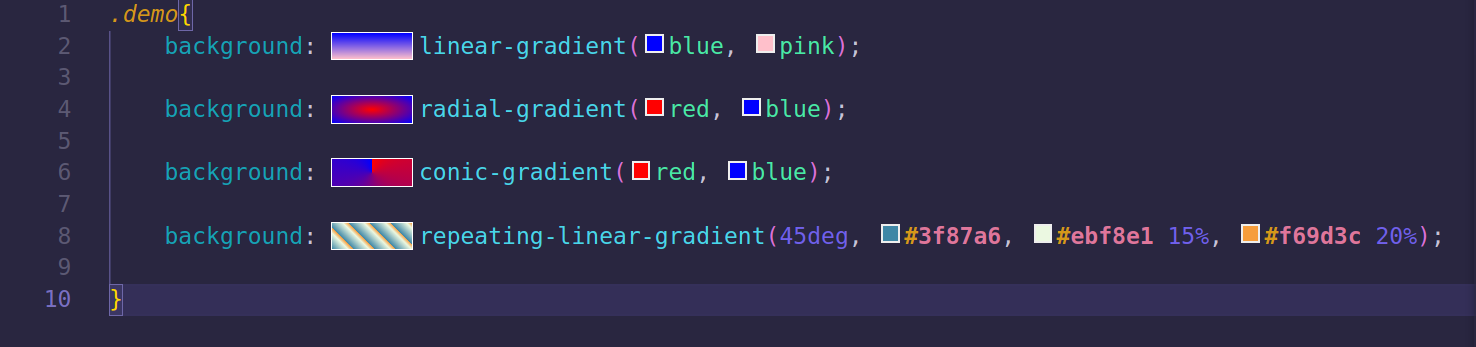 1 .demo{
2 background: linear-gradient(blue, pink);
3
4 background: radial-gradient(red, blue);
5
6 background: conic-gradient(red, blue);
7
8 background: repeating-linear-gradient(45deg, #3f87a6, #ebf8e1 15%, #f69d3c 20%);
9
10 }